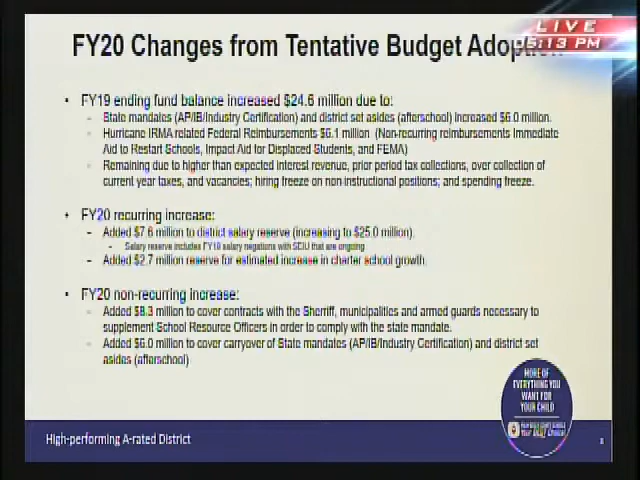 LIVE
05:13 PM
FY20 Changes from Tentative Budget Adoption
• FY19 ending fund balance increased $24.6 million due to:
- State mandates (AP/IB/Industry Certification) and district set asides (afterschool) increased $6.0 million.
- Hurricane IRMA related Federal Reimbursements $6.1 million (Non-recurring reimbursements Immediate
Aid to Restart Schools, Impact Aid for Displaced Students, and FEMA)
- Remaining due to higher than expected interest revenue, prior period tax collections, over collection of
current year taxes, and vacancies; hiring freeze on non-instructional positions; and spending freeze.
• FY20 recurring increase:
- Added $7.6 million to district salary reserve (increasing to $25.0 million).
- Salary reserve includes FY19 salary negations with SEIU that are ongoing
- Added $2.7 million reserve for estimated increase in charter school growth.
• FY20 non-recurring increase:
- Added $8.3 million to cover contracts with the Sherriff, municipalities and armed guards necessary to
supplement School Resource Officers in order to comply with the state mandate.
- Added $6.0 million to cover carryover of State mandates (AP/IB/Industry Certification) and district set
asides (afterschool)
MORE OF
EVERYTHING YOU
WANT FOR
YOUR CHILD
Your BEST Choice!
High-performing A-rated District